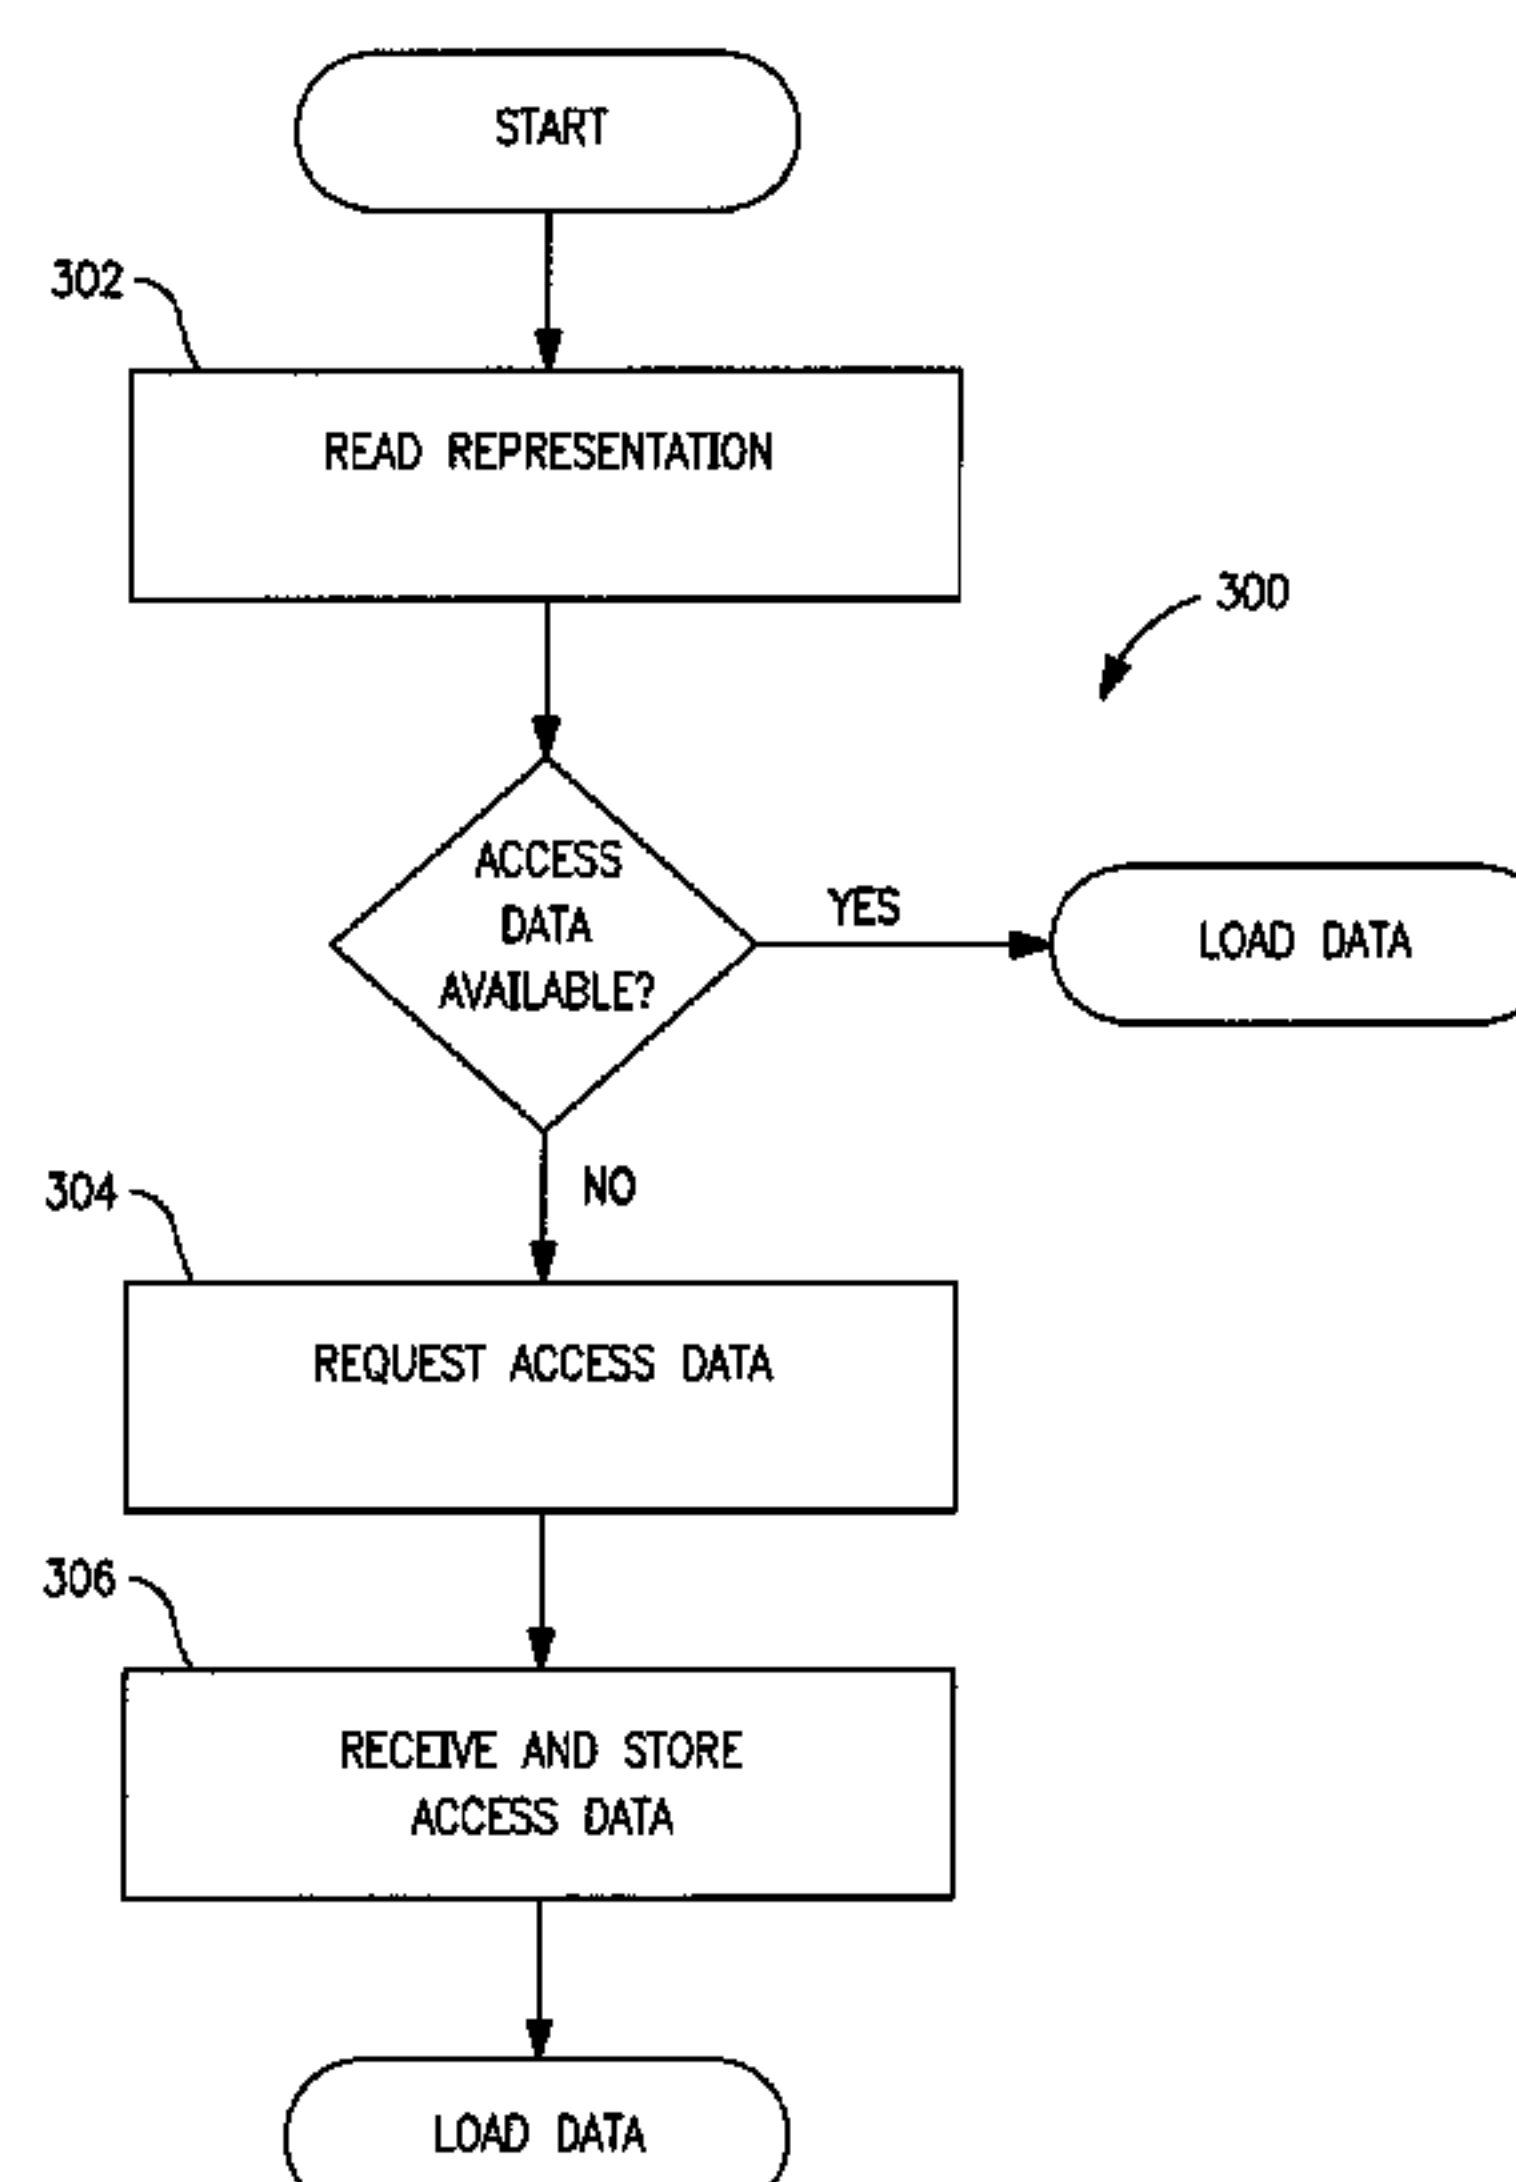 START
302
READ REPRESENTATION
300
ACCESS
DATA
AVAILABLE?
YES
LOAD DATA
NO
304
REQUEST ACCESS DATA
306
RECEIVE AND STORE
ACCESS DATA
LOAD DATA